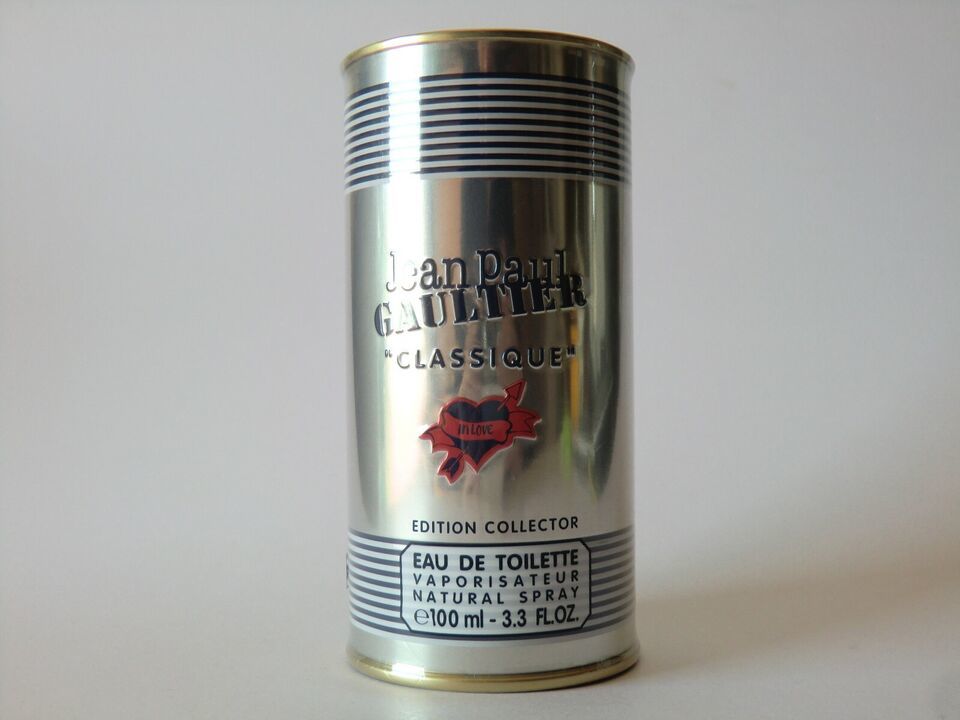 Jean Paul
GAULTIER
"CLASSIQUE"
IN LOVE
EDITION COLLECTOR
EAU DE TOILETTE
VAPORISATEUR
NATURAL SPRAY
℮100 ml - 3.3 FL.OZ.